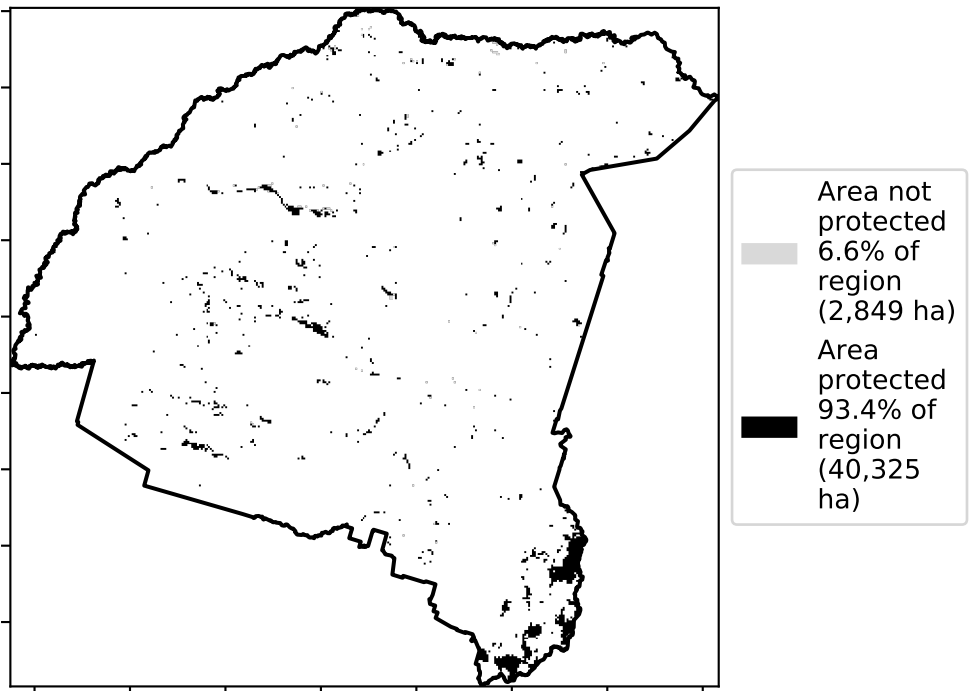 Area not
protected
6.6% of
region
(2,849 ha)
Area
protected
93.4% of
region
(40,325
ha)